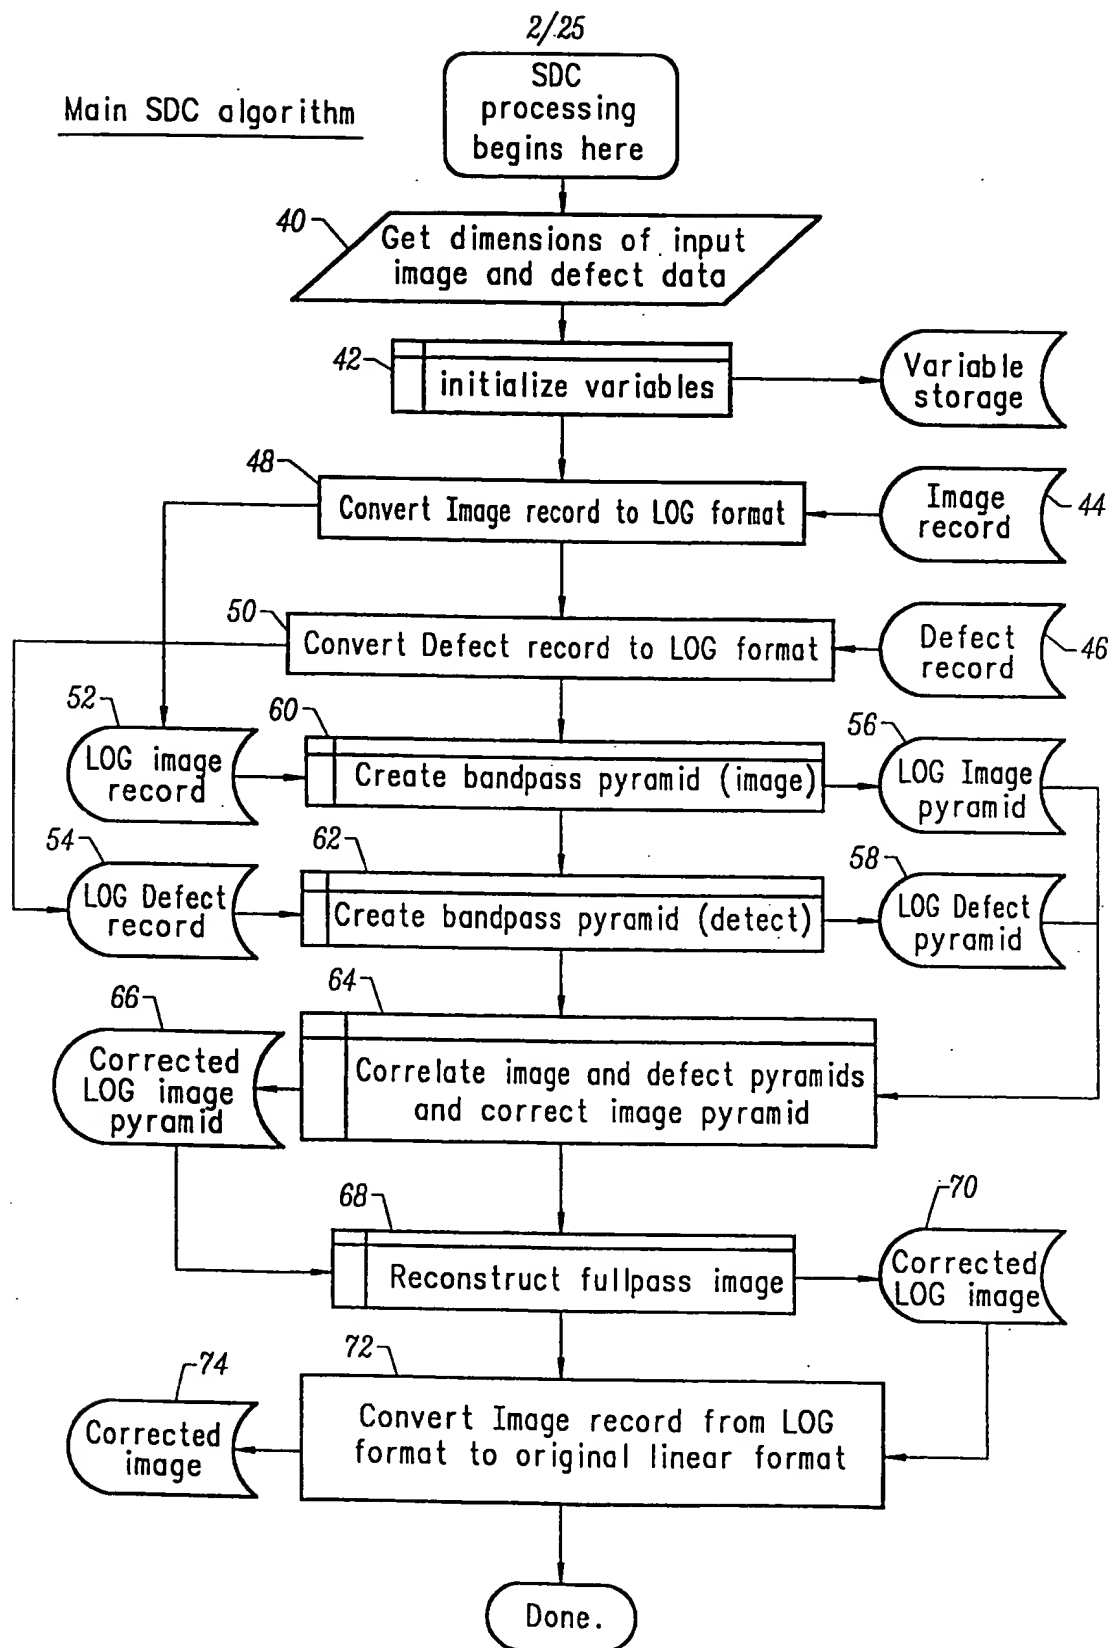 2/25
Main SDC algorithm
SDC
processing
begins here
40
Get dimensions of input
image and defect data
42
initialize variables
Variable
storage
48
Convert Image record to LOG format
Image
record
44
50
Convert Defect record to LOG format
Defect
record
46
52
LOG image
record
60
Create bandpass pyramid (image)
56
LOG Image
pyramid
54
LOG Defect
record
62
Create bandpass pyramid (detect)
58
LOG Defect
pyramid
64
Correlate image and defect pyramids
and correct image pyramid
66
Corrected
LOG image
pyramid
68
Reconstruct fullpass image
70
Corrected
LOG image
72
Convert Image record from LOG
format to original linear format
74
Corrected
image
Done.